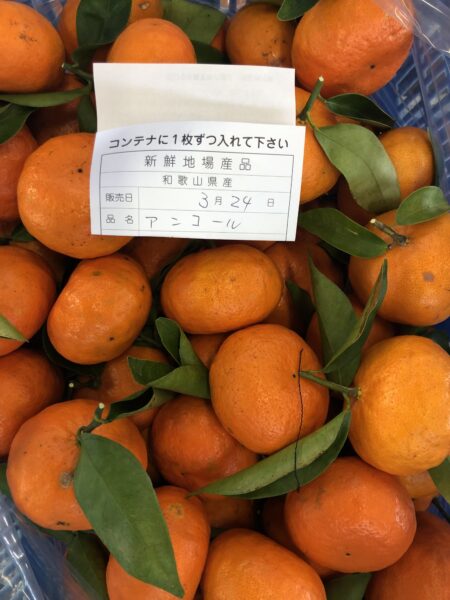 コンテナに1枚ずつ入れて下さい
新鮮地場産品
和歌山県産
販売日 3月24日
品名 アンコール